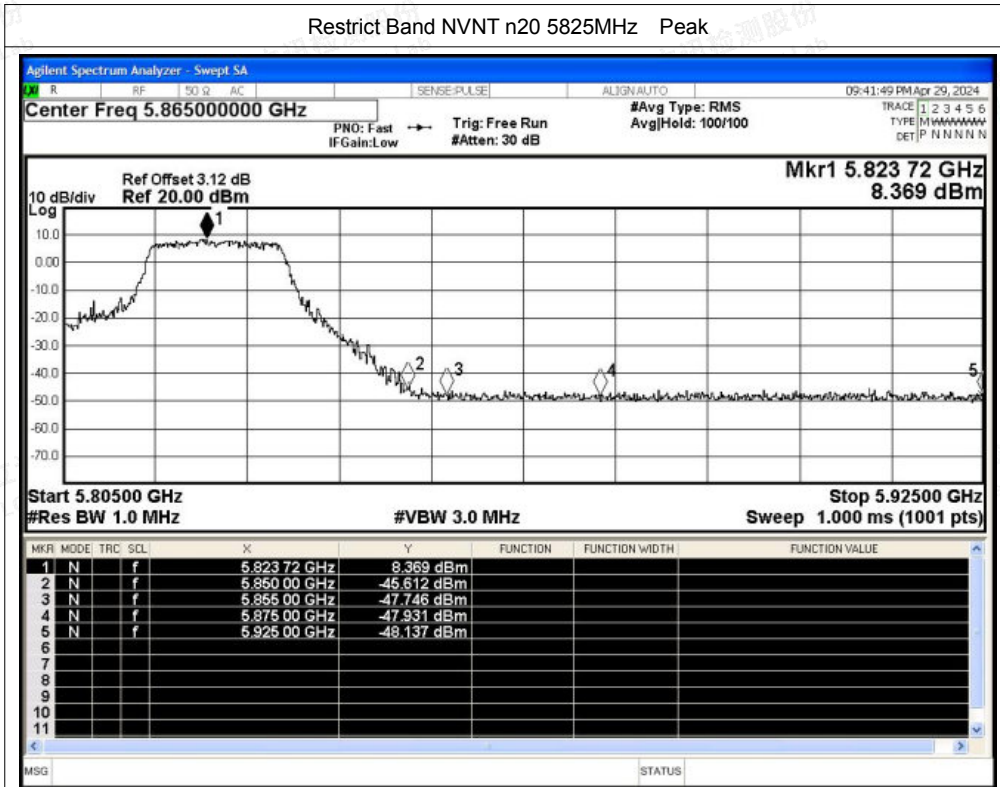 Restrict Band NVNT n20 5825MHz Peak
Agilent Spectrum Analyzer - Swept SA
LXI R RF 50 Ω AC SENSE:PULSE ALIGN AUTO 09:41:49 PM Apr 29, 2024
Center Freq 5.865000000 GHz #Avg Type: RMS TRACE 1 2 3 4 5 6
PNO: Fast Trig: Free Run Avg|Hold: 100/100 TYPE M WWWWW
IFGain:Low #Atten: 30 dB DET P N N N N N
Mkr1 5.823 72 GHz
Ref Offset 3.12 dB
10 dB/div Ref 20.00 dBm 8.369 dBm
Log
1
10.0
0.00
-10.0
-20.0
-30.0
-40.0
2 3 4 5
-50.0
-60.0
-70.0
Start 5.80500 GHz Stop 5.92500 GHz
#Res BW 1.0 MHz #VBW 3.0 MHz Sweep 1.000 ms (1001 pts)
MKR MODE TRC SCL X Y FUNCTION FUNCTION WIDTH FUNCTION VALUE
1 N f 5.823 72 GHz 8.369 dBm
2 N f 5.850 00 GHz -45.612 dBm
3 N f 5.855 00 GHz -47.746 dBm
4 N f 5.875 00 GHz -47.931 dBm
5 N f 5.925 00 GHz -48.137 dBm
6
7
8
9
10
11
MSG STATUS